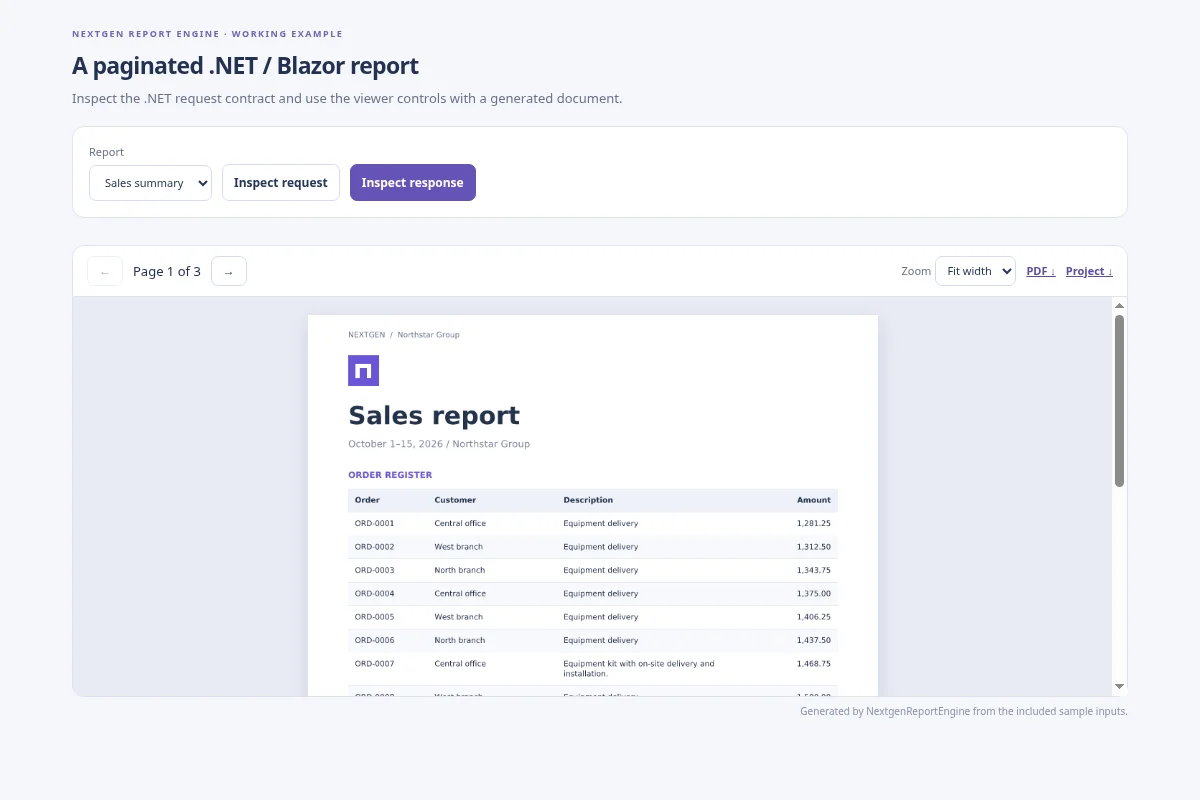 NEXTGEN REPORT ENGINE · WORKING EXAMPLE
A paginated .NET / Blazor report
Inspect the .NET request contract and use the viewer controls with a generated document.
Report
Sales summary Inspect request Inspect response
← Page 1 of 3 → Zoom Fit width PDF ↓ Project ↓
NEXTGEN / Northstar Group
Sales report
October 1–15, 2026 / Northstar Group
ORDER REGISTER
Order Customer Description Amount
ORD-0001 Central office Equipment delivery 1,281.25
ORD-0002 West branch Equipment delivery 1,312.50
ORD-0003 North branch Equipment delivery 1,343.75
ORD-0004 Central office Equipment delivery 1,375.00
ORD-0005 West branch Equipment delivery 1,406.25
ORD-0006 North branch Equipment delivery 1,437.50
ORD-0007 Central office Equipment kit with on-site delivery and 1,468.75
installation.
Generated by NextgenReportEngine from the included sample inputs.